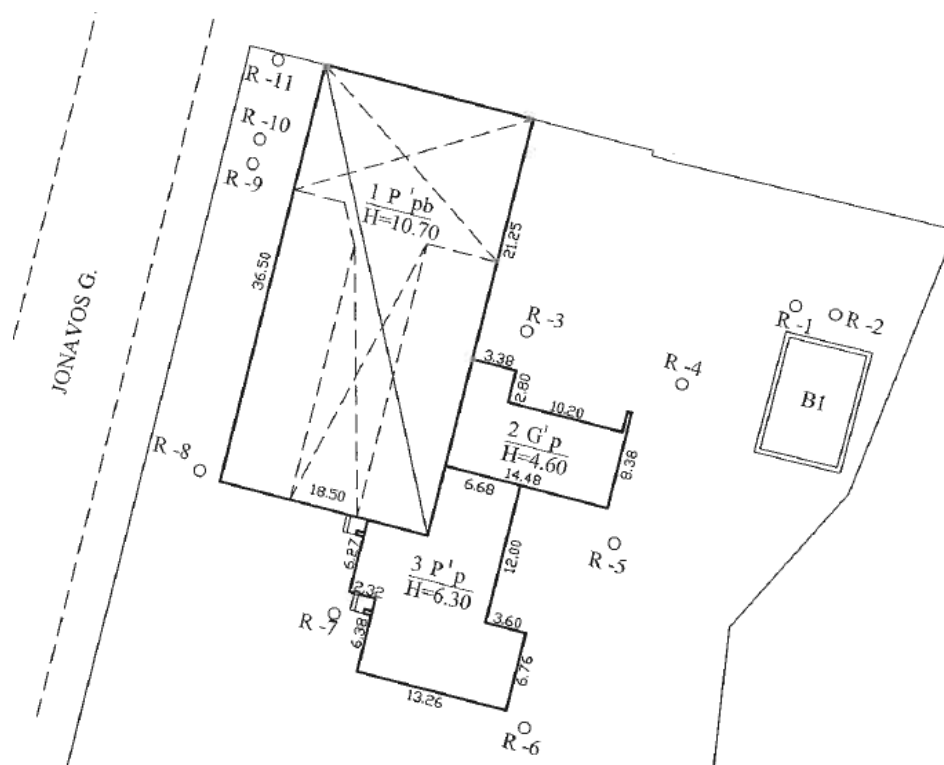 R -11
R -10
R -9
1 P 'pb
H=10.70
36.50
21.25
JONAVOS G.
R -3
R -1
R -2
R -4
3.38
2.80
10.20
B1
2 G'p
H=4.60
8.38
R -8
18.50
6.68
14.48
R -5
6.27
12.00
3 P'p
H=6.30
2.32
R -7
6.38
3.60
6.76
13.26
R -6